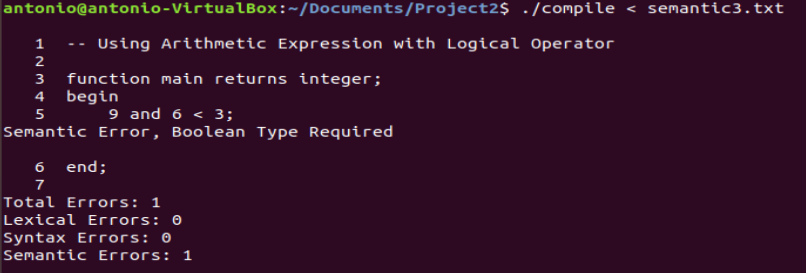 antonio@antonio-VirtualBox:~/Documents/Project2$ ./compile < semantic3.txt
1 -- Using Arithmetic Expression with Logical Operator
2
3 function main returns integer;
4 begin
5 9 and 6 < 3;
Semantic Error, Boolean Type Required
6 end;
7
Total Errors: 1
Lexical Errors: 0
Syntax Errors: 0
Semantic Errors: 1